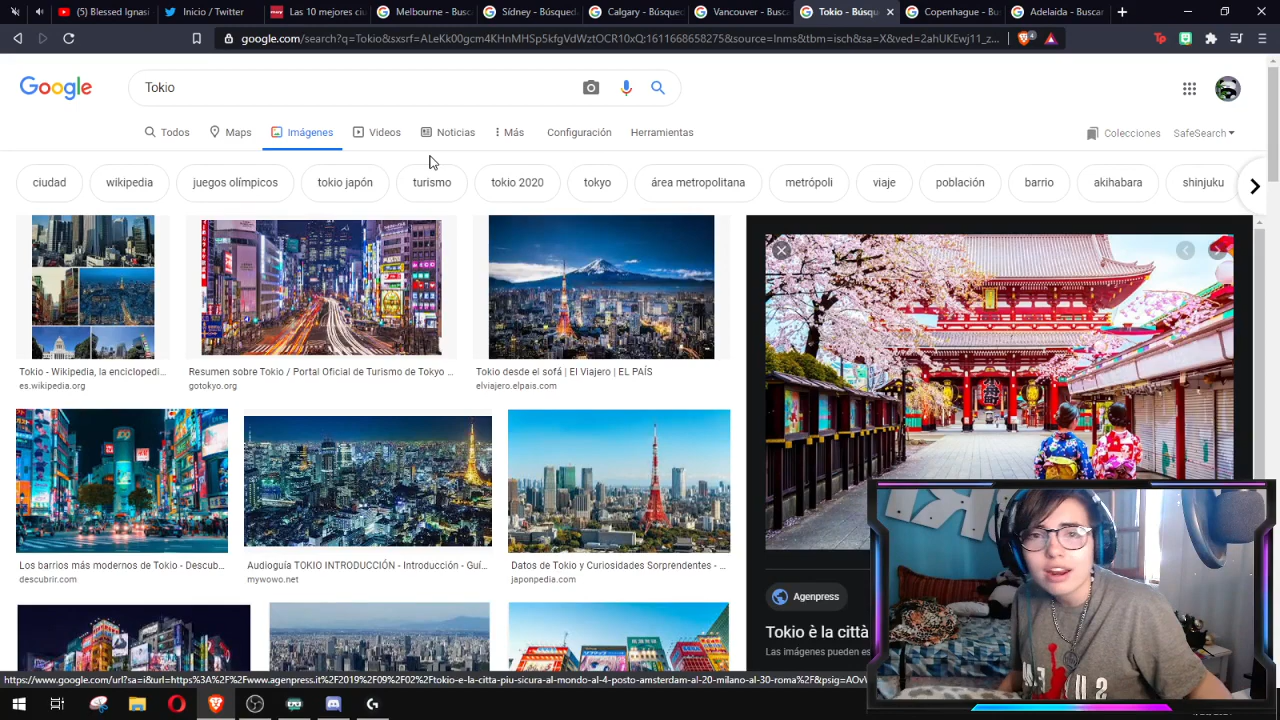 (5) Blessed Ignasi
Inicio / Twitter
Las 10 mejores ciu
Melbourne - Busc
Sídney - Búsqued
Calgary - Búsquec
Vancouver - Busca
Tokio - Búsqu
Copenhague - Bus
Adelaida - Buscar
google.com/search?q=Tokio&sxsrf=ALeKk00gcm4KHnMHSp5kfgVdWztOCR10xQ:1611668658275&source=lnms&tbm=isch&sa=X&ved=2ahUKEwj11_z...
Google
Tokio
Todos
Maps
Imágenes
Videos
Noticias
Más
Configuración
Herramientas
Colecciones
SafeSearch
ciudad
wikipedia
juegos olímpicos
tokio japón
turismo
tokio 2020
tokyo
área metropolitana
metrópoli
viaje
población
barrio
akihabara
shinjuku
Tokio - Wikipedia, la enciclopedi...
es.wikipedia.org
Resumen sobre Tokio / Portal Oficial de Turismo de Tokyo ...
gotokyo.org
Tokio desde el sofá | El Viajero | EL PAÍS
elviajero.elpais.com
Los barrios más modernos de Tokio - Descub...
descubrir.com
Audioguía TOKIO INTRODUCCIÓN - Introducción - Guí...
mywowo.net
Datos de Tokio y Curiosidades Sorprendentes - ...
japonpedia.com
Agenpress
Tokio è la città
Las imágenes pueden es
https://www.google.com/url?sa=i&url=https%3A%2F%2Fwww.agenpress.it%2F2019%2F09%2F02%2Ftokio-e-la-citta-piu-sicura-al-mondo-al-4-posto-amsterdam-al-20-milano-al-30-roma%2F&psig=AOv